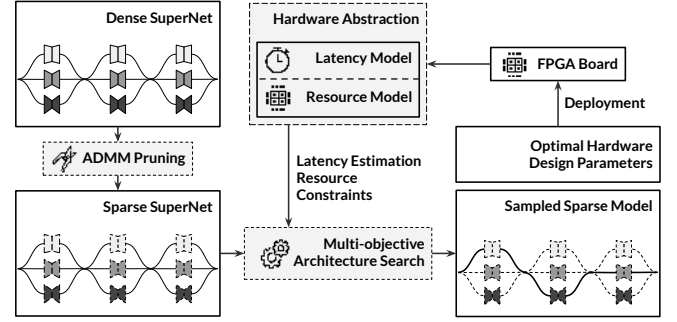 Dense SuperNet
Hardware Abstraction
Latency Model
Resource Model
FPGA Board
Deployment
Optimal Hardware
Design Parameters
ADMM Pruning
Latency Estimation
Resource
Constraints
Sparse SuperNet
Multi-objective
Architecture Search
Sampled Sparse Model